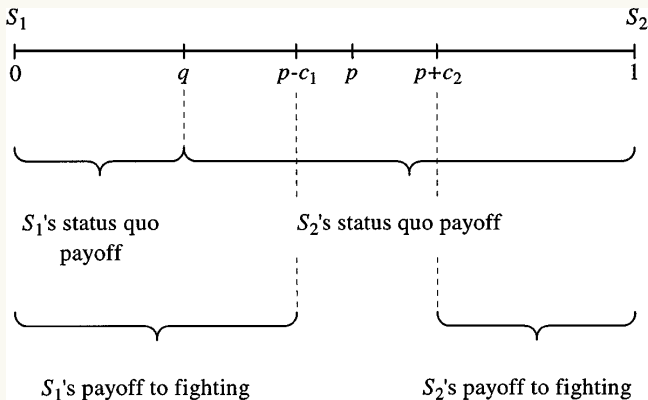 S₁ S₂
0 q p-c₁ p p+c₂ 1
S₁'s status quo
payoff
S₂'s status quo payoff
S₁'s payoff to fighting
S₂'s payoff to fighting